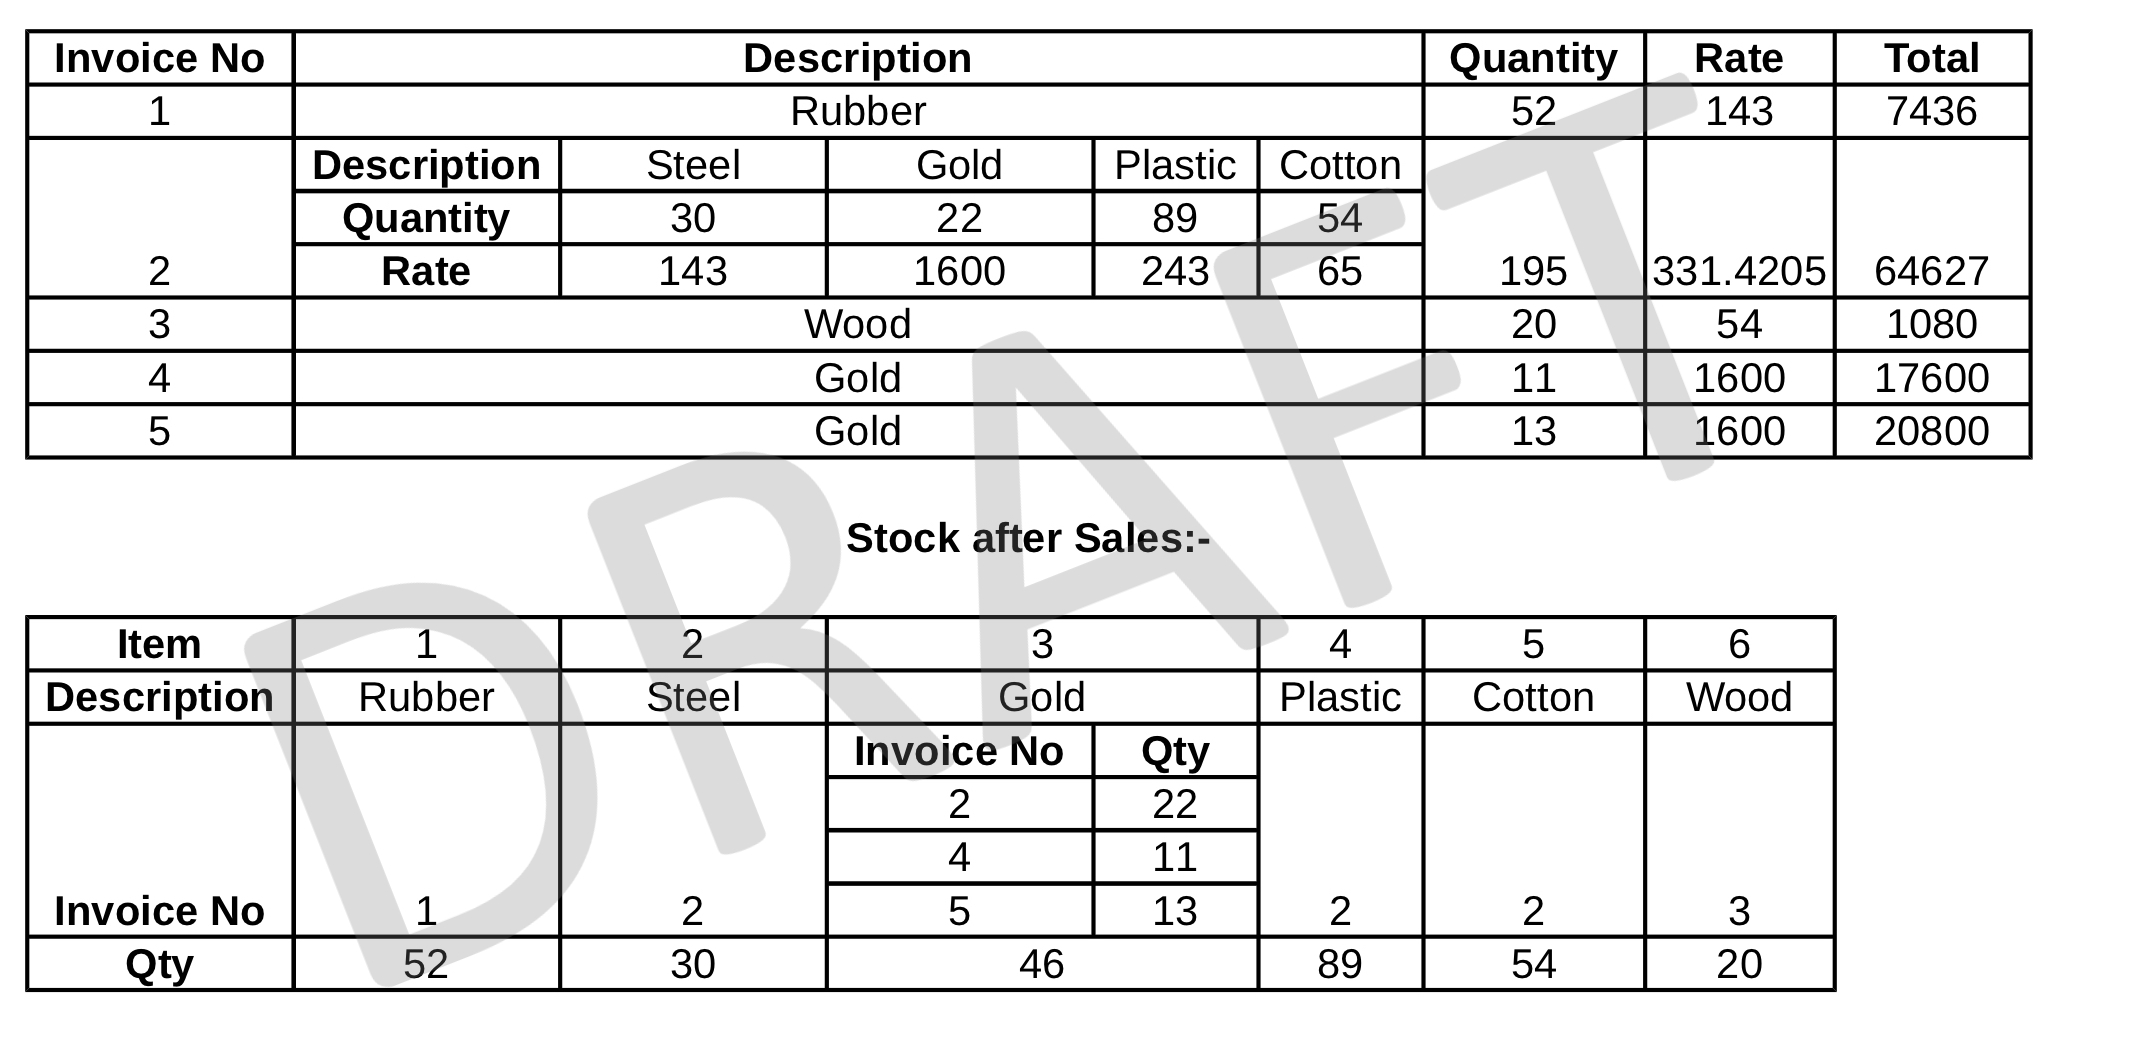 Invoice No Description Quantity Rate Total
1 Rubber 52 143 7436
Description Steel Gold Plastic Cotton
Quantity 30 22 89 54
2 Rate 143 1600 243 65 195 331.4205 64627
3 Wood 20 54 1080
4 Gold 11 1600 17600
5 Gold 13 1600 20800
Stock after Sales:-
Item 1 2 3 4 5 6
Description Rubber Steel Gold Plastic Cotton Wood
Invoice No Qty
2 22
4 11
Invoice No 1 2 5 13 2 2 3
Qty 52 30 46 89 54 20
DRAFT